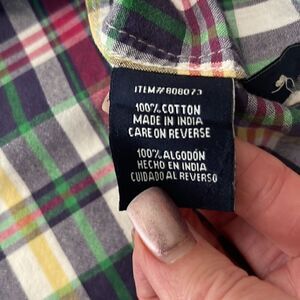 ITEM#808073
100% COTTON
MADE IN INDIA
CARE ON REVERSE
100% ALGODÓN
HECHO EN INDIA
CUIDADO AL REVERSO